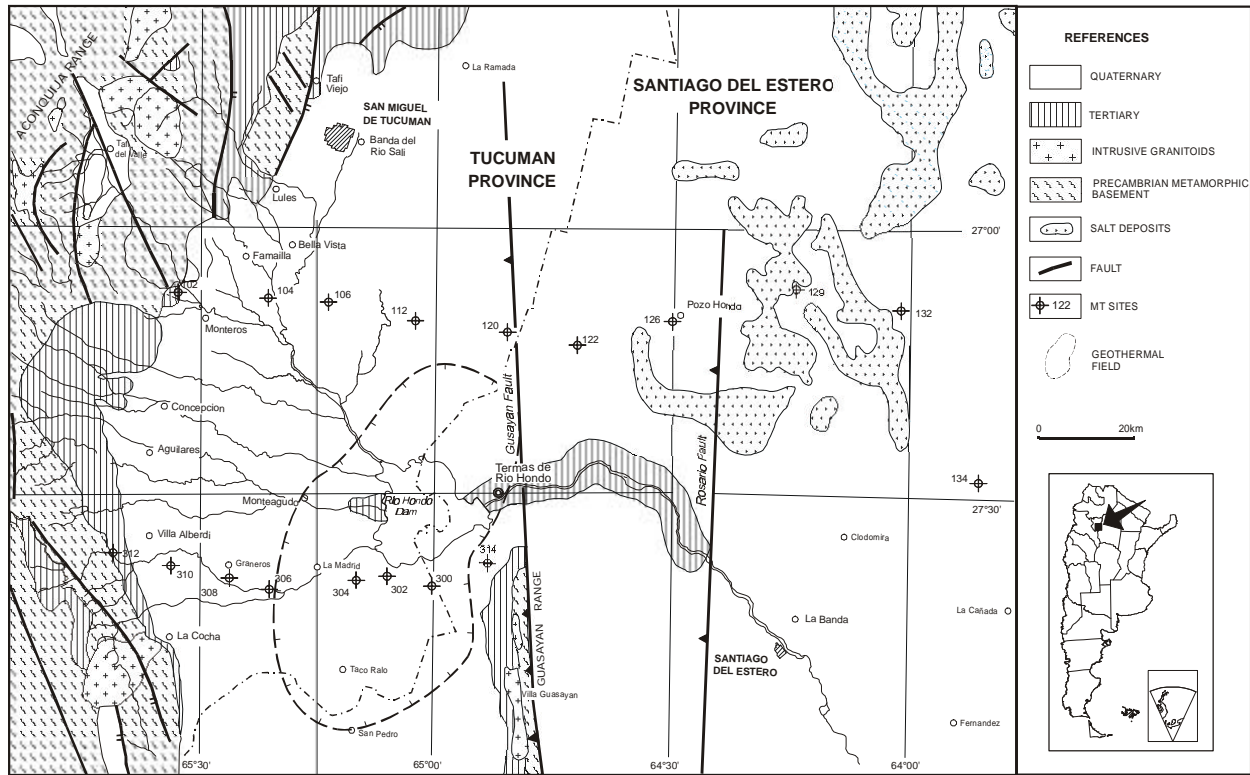 ACONQUIJA RANGE
Tafi
del Valle
Tafi
Viejo
La Ramada
SAN MIGUEL
DE TUCUMAN
Banda del
Río Salí
Lules
TUCUMAN
PROVINCE
SANTIAGO DEL ESTERO
PROVINCE
27°00'
Bella Vista
Famailla
102
104
106
112
120
122
126
Pozo Hondo
129
132
Monteros
Concepcion
Aguilares
Gusayan Fault
Rosario Fault
Termas de
Rio Hondo
Monteagudo
Rio Hondo
Dam
134
27°30'
Villa Alberdi
Clodomira
312
310
Graneros
308
306
La Madrid
304
302
300
314
La Cocha
GUASAYAN RANGE
La Banda
La Cañada
SANTIAGO
DEL ESTERO
Taco Ralo
Villa Guasayan
San Pedro
Fernandez
65°30'
65°00'
64°30'
64°00'
REFERENCES
QUATERNARY
TERTIARY
INTRUSIVE GRANITOIDS
PRECAMBRIAN METAMORPHIC
BASEMENT
SALT DEPOSITS
FAULT
122
MT SITES
GEOTHERMAL
FIELD
0 20km